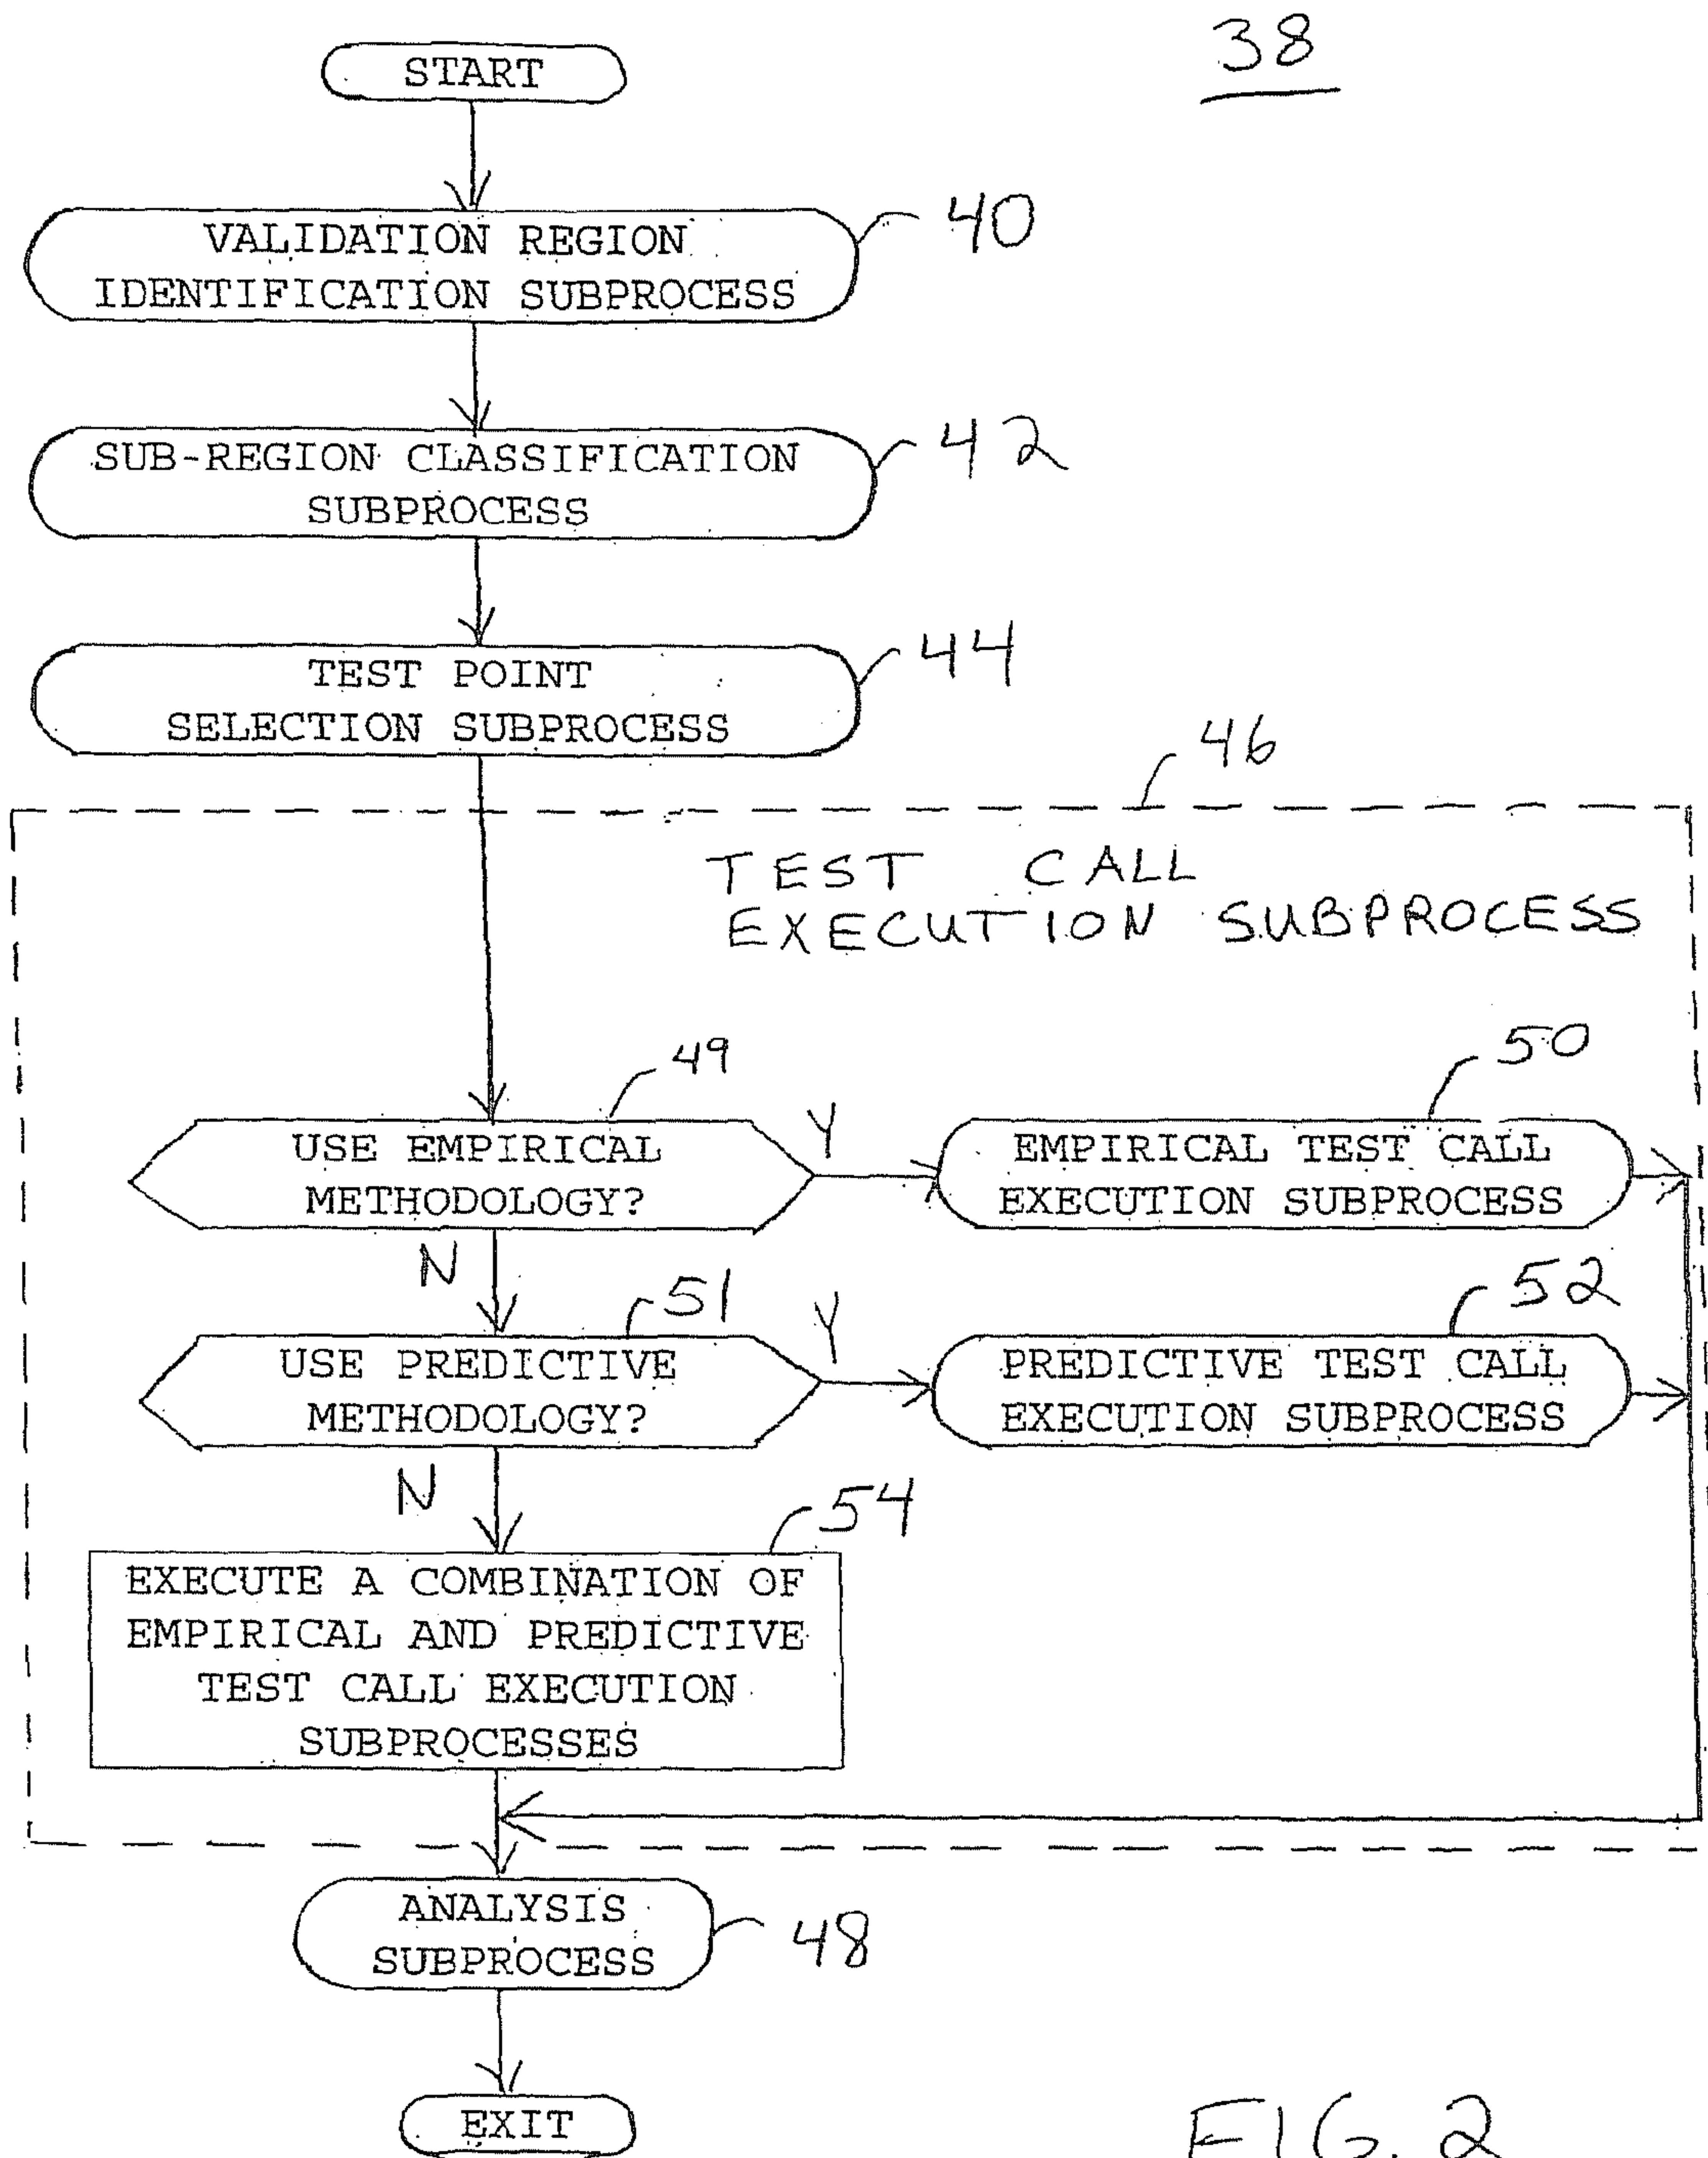 38
START
VALIDATION REGION
IDENTIFICATION SUBPROCESS
40
SUB-REGION CLASSIFICATION
SUBPROCESS
42
TEST POINT
SELECTION SUBPROCESS
44
46
TEST CALL
EXECUTION SUBPROCESS
49
USE EMPIRICAL
METHODOLOGY?
Y
50
EMPIRICAL TEST CALL
EXECUTION SUBPROCESS
N
51
USE PREDICTIVE
METHODOLOGY?
Y
52
PREDICTIVE TEST CALL
EXECUTION SUBPROCESS
N
54
EXECUTE A COMBINATION OF
EMPIRICAL AND PREDICTIVE
TEST CALL EXECUTION
SUBPROCESSES
ANALYSIS
SUBPROCESS
48
EXIT
FIG. 2